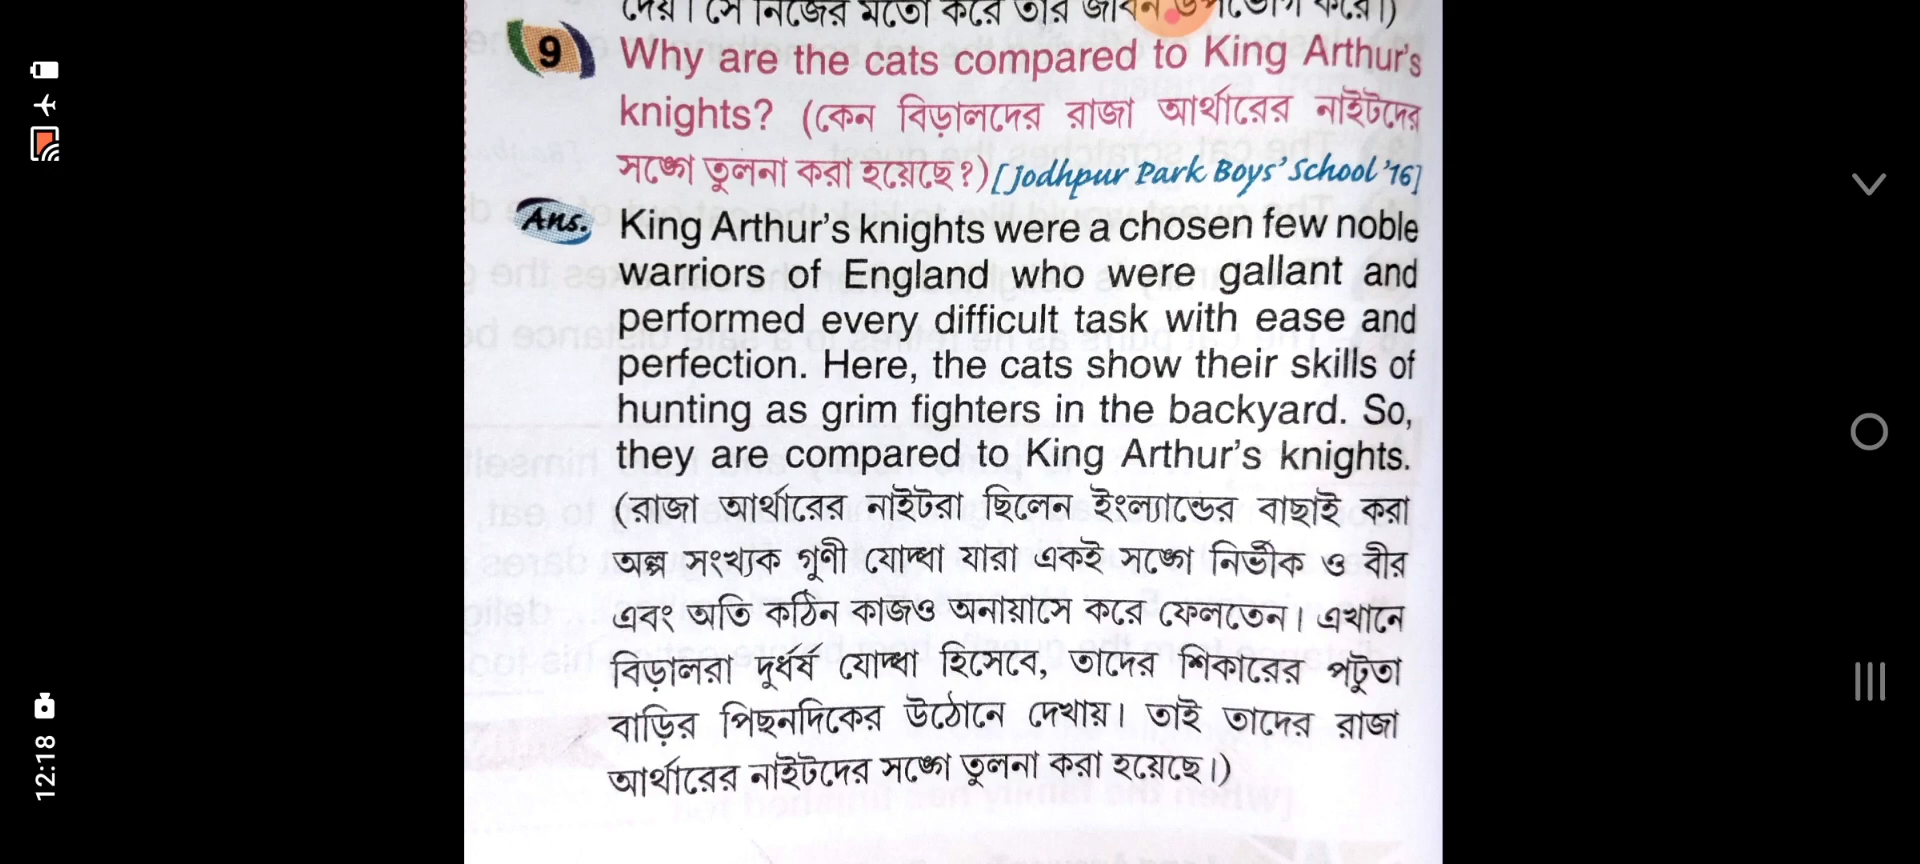 দেয়। সে নিজের মতো করে তার জীবন উপভোগ করে।)
9 Why are the cats compared to King Arthur's
knights? (কেন বিড়ালদের রাজা আর্থারের নাইটদের
সঙ্গে তুলনা করা হয়েছে?) [Jodhpur Park Boys' School '16]
Ans. King Arthur's knights were a chosen few noble
warriors of England who were gallant and
performed every difficult task with ease and
perfection. Here, the cats show their skills of
hunting as grim fighters in the backyard. So,
they are compared to King Arthur's knights.
(রাজা আর্থারের নাইটরা ছিলেন ইংল্যান্ডের বাছাই করা
অল্প সংখ্যক গুণী যোদ্ধা যারা একই সঙ্গে নির্ভীক ও বীর
এবং অতি কঠিন কাজও অনায়াসে করে ফেলতেন। এখানে
বিড়ালরা দুর্ধর্ষ যোদ্ধা হিসেবে, তাদের শিকারের পটুতা
বাড়ির পিছনদিকের উঠোনে দেখায়। তাই তাদের রাজা
আর্থারের নাইটদের সঙ্গে তুলনা করা হয়েছে।)
12:18